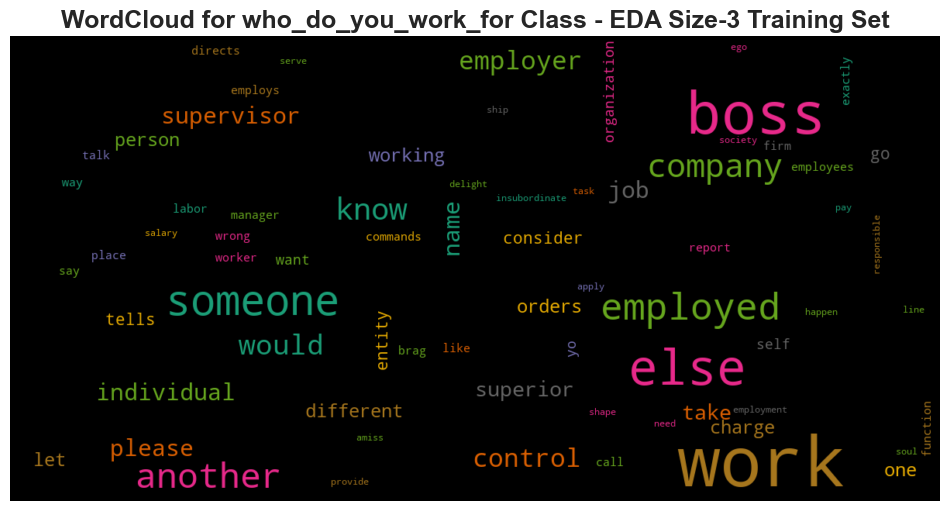 WordCloud for who_do_you_work_for Class - EDA Size-3 Training Set
directs
serve
employer
organization
ego
exactly
employs
supervisor
ship
boss
person
talk
working
society
firm
company
employees
go
way
delight
insubordinate
task
job
labor
manager
know
name
pay
salary
wrong
commands
consider
report
responsible
place
worker
want
say
apply
someone
tells
orders
employed
happen
line
would
entity
brag
like
yo
self
else
individual
different
superior
shape
need
take
employment
charge
function
let
please
amiss
another
provide
control
call
work
soul
one